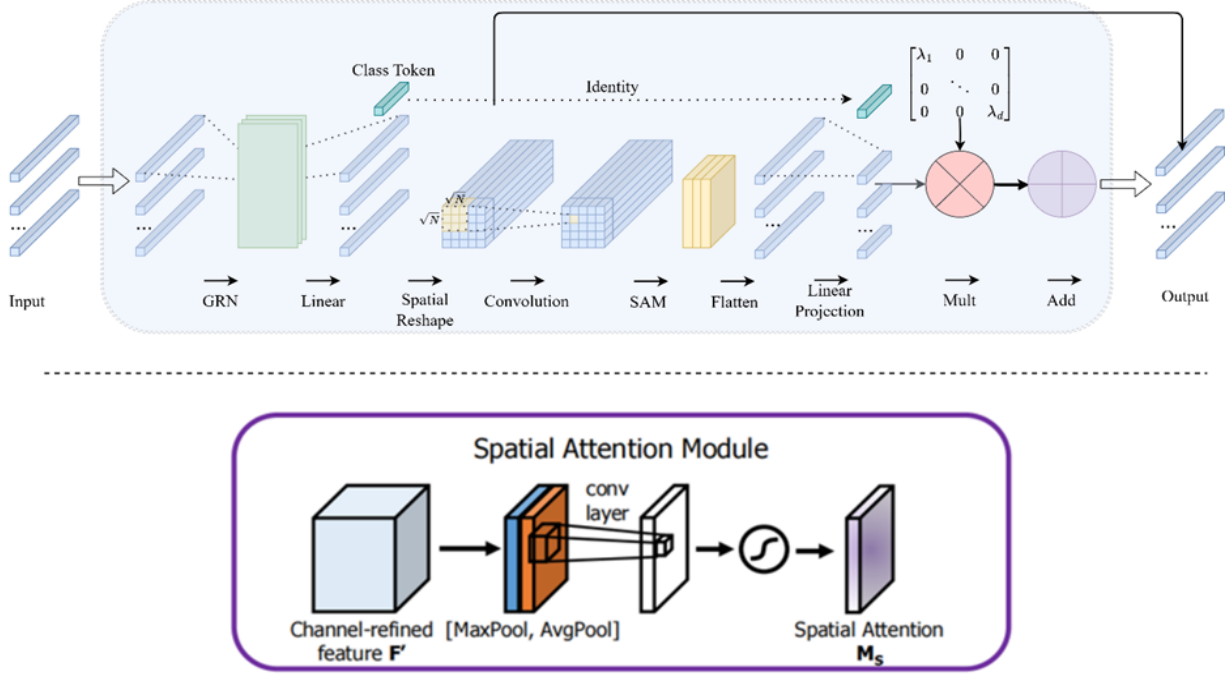 Class Token
Identity
λ₁ 0 0
0 ⋱ 0
0 0 λ_d
√N
√N
...
...
...
...
...
...
Input
GRN
Linear
Spatial
Reshape
Convolution
SAM
Flatten
Linear
Projection
Mult
Add
Output
Spatial Attention Module
conv
layer
Channel-refined
feature F'
[MaxPool, AvgPool]
Spatial Attention
Ms